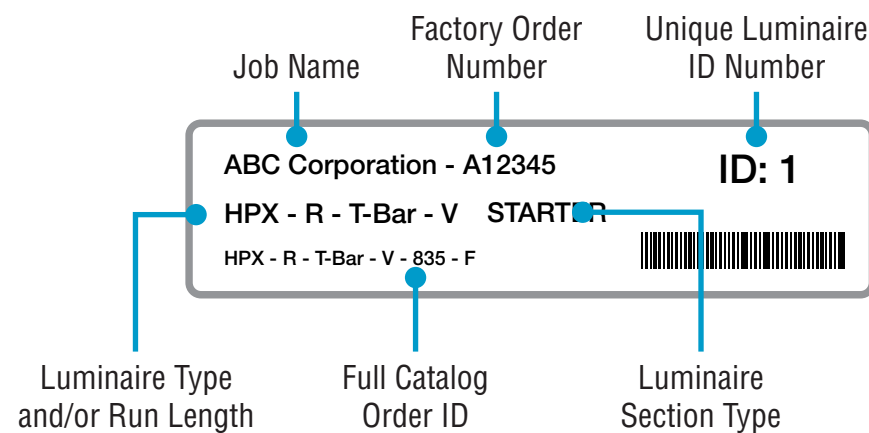 Job Name
Factory Order
Number
Unique Luminaire
ID Number
ABC Corporation - A12345
ID: 1
HPX - R - T-Bar - V STARTER
HPX - R - T-Bar - V - 835 - F
Luminaire Type
and/or Run Length
Full Catalog
Order ID
Luminaire
Section Type